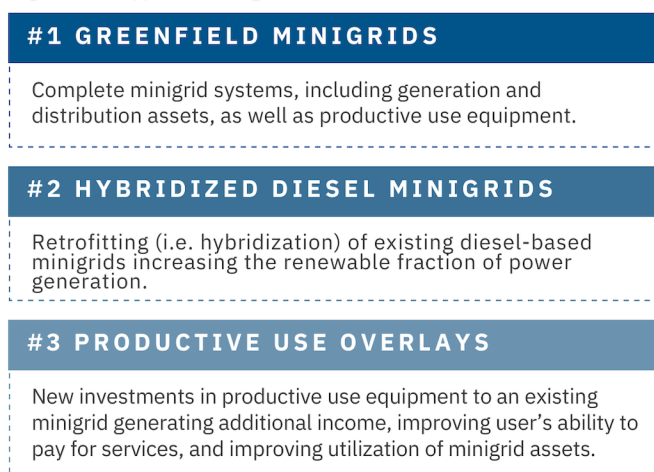 #1 GREENFIELD MINIGRIDS
Complete minigrid systems, including generation and
distribution assets, as well as productive use equipment.
#2 HYBRIDIZED DIESEL MINIGRIDS
Retrofitting (i.e. hybridization) of existing diesel-based
minigrids increasing the renewable fraction of power
generation.
#3 PRODUCTIVE USE OVERLAYS
New investments in productive use equipment to an existing
minigrid generating additional income, improving user’s ability to
pay for services, and improving utilization of minigrid assets.